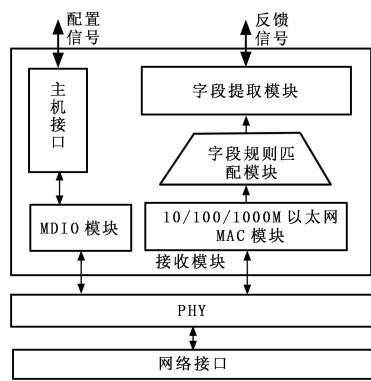 配置
信号
反馈
信号
主
机
接
口
字段提取模块
字段规则匹
配模块
MDIO 模块
10/100/1000M 以太网
MAC 模块
接收模块
PHY
网络接口